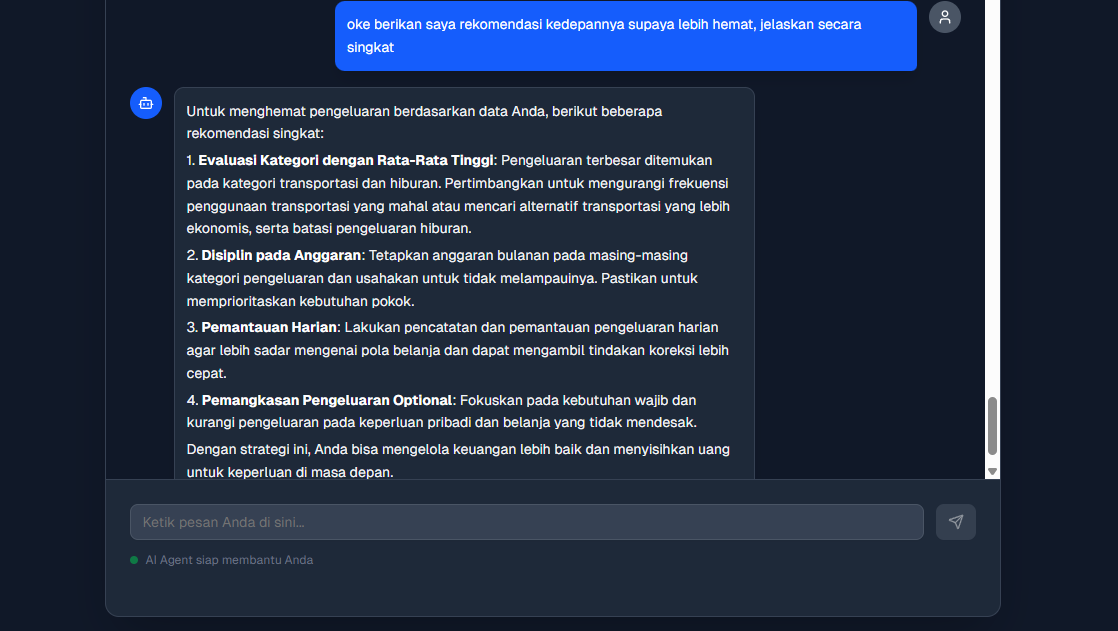 oke berikan saya rekomendasi kedepannya supaya lebih hemat, jelaskan secara
singkat
Untuk menghemat pengeluaran berdasarkan data Anda, berikut beberapa
rekomendasi singkat:
1. Evaluasi Kategori dengan Rata-Rata Tinggi: Pengeluaran terbesar ditemukan
pada kategori transportasi dan hiburan. Pertimbangkan untuk mengurangi frekuensi
penggunaan transportasi yang mahal atau mencari alternatif transportasi yang lebih
ekonomis, serta batasi pengeluaran hiburan.
2. Disiplin pada Anggaran: Tetapkan anggaran bulanan pada masing-masing
kategori pengeluaran dan usahakan untuk tidak melampauinya. Pastikan untuk
memprioritaskan kebutuhan pokok.
3. Pemantauan Harian: Lakukan pencatatan dan pemantauan pengeluaran harian
agar lebih sadar mengenai pola belanja dan dapat mengambil tindakan koreksi lebih
cepat.
4. Pemangkasan Pengeluaran Optional: Fokuskan pada kebutuhan wajib dan
kurangi pengeluaran pada keperluan pribadi dan belanja yang tidak mendesak.
Dengan strategi ini, Anda bisa mengelola keuangan lebih baik dan menyisihkan uang
untuk keperluan di masa depan.
Ketik pesan Anda di sini...
AI Agent siap membantu Anda